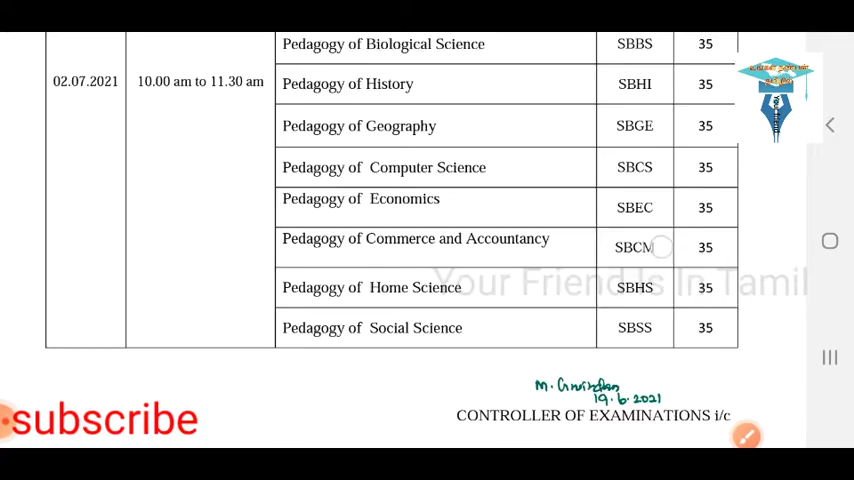 Pedagogy of Biological Science SBBS 35
02.07.2021 10.00 am to 11.30 am Pedagogy of History SBHI 35
Pedagogy of Geography SBGE 35
Pedagogy of Computer Science SBCS 35
Pedagogy of Economics SBEC 35
Pedagogy of Commerce and Accountancy SBCM 35
Your Friend Is In Tamil
Pedagogy of Home Science SBHS 35
Pedagogy of Social Science SBSS 35
19.6.2021
CONTROLLER OF EXAMINATIONS i/c
subscribe
Your friend